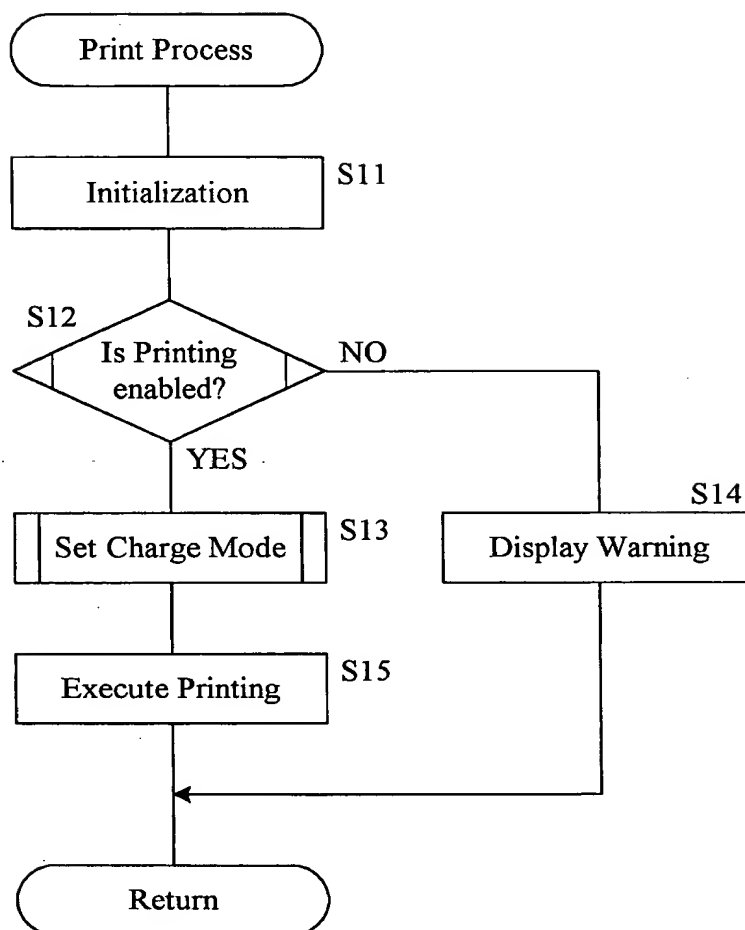 Print Process
Initialization
S11
S12
Is Printing
enabled?
NO
YES
Set Charge Mode
S13
S14
Display Warning
Execute Printing
S15
Return